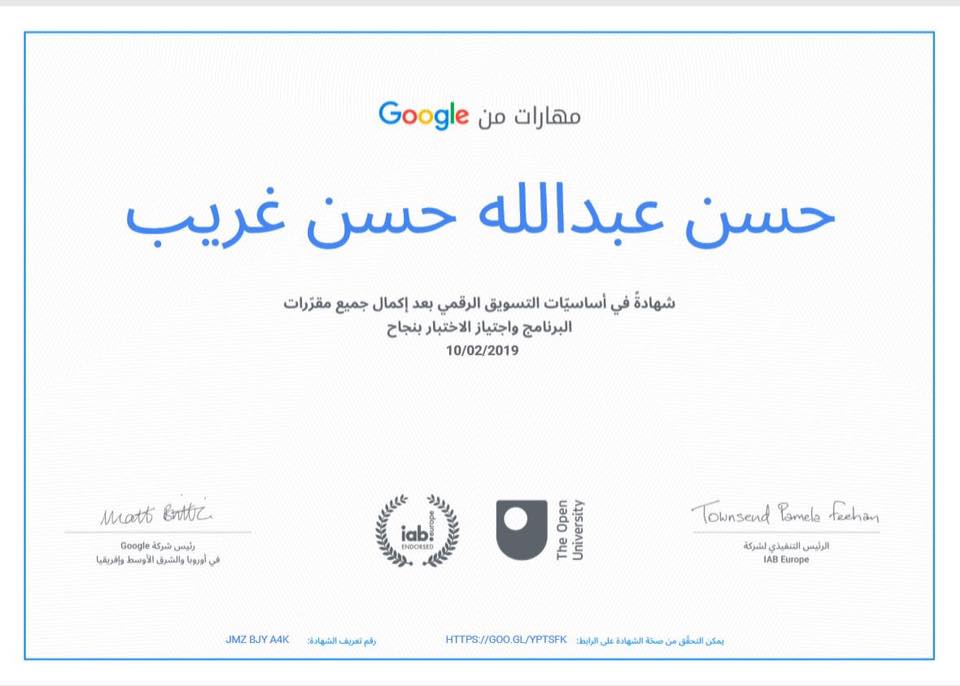 مهارات من Google
حسن عبدالله حسن غريب
شهادةً في أساسيّات التسويق الرقمي بعد إكمال جميع مقرّرات
البرنامج واجتياز الاختبار بنجاح
10/02/2019
Townsend Pamela Feehan
الرئيس التنفيذي لشركة
IAB Europe
The Open
University
iab europe
ENDORSED
Matt Brittin
رئيس شركة Google
في أوروبا والشرق الأوسط وإفريقيا
يمكن التحقّق من صحّة الشهادة على الرابط: HTTPS://GOO.GL/YPTSFK
رقم تعريف الشهادة: JMZ BJY A4K